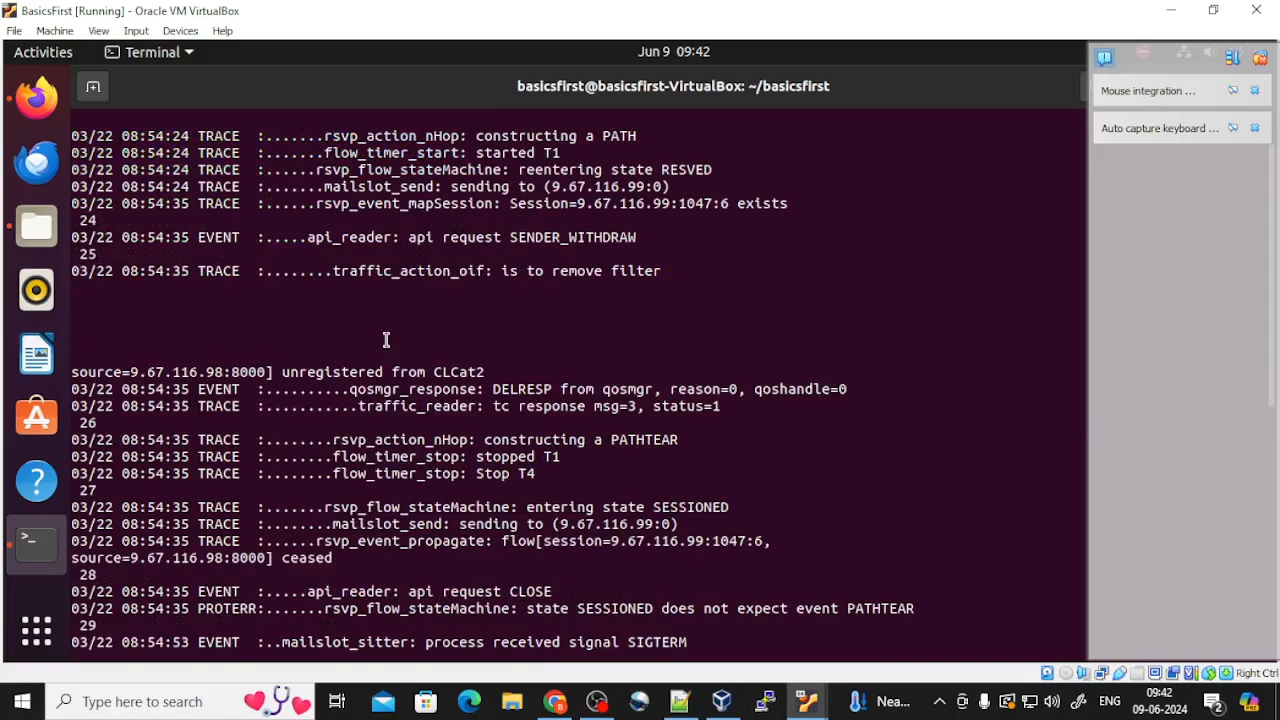 BasicsFirst [Running] - Oracle VM VirtualBox
File Machine View Input Devices Help
Activities Terminal Jun 9 09:42
basicsfirst@basicsfirst-VirtualBox: ~/basicsfirst
Mouse integration ...
Auto capture keyboard ...
03/22 08:54:24 TRACE :.......rsvp_action_nHop: constructing a PATH
03/22 08:54:24 TRACE :.......flow_timer_start: started T1
03/22 08:54:24 TRACE :......rsvp_flow_stateMachine: reentering state RESVED
03/22 08:54:24 TRACE :.......mailslot_send: sending to (9.67.116.99:0)
03/22 08:54:35 TRACE :......rsvp_event_mapSession: Session=9.67.116.99:1047:6 exists
24
03/22 08:54:35 EVENT :.....api_reader: api request SENDER_WITHDRAW
25
03/22 08:54:35 TRACE :........traffic_action_oif: is to remove filter
source=9.67.116.98:8000] unregistered from CLCat2
03/22 08:54:35 EVENT :..........qosmgr_response: DELRESP from qosmgr, reason=0, qoshandle=0
03/22 08:54:35 TRACE :...........traffic_reader: tc response msg=3, status=1
26
03/22 08:54:35 TRACE :........rsvp_action_nHop: constructing a PATHTEAR
03/22 08:54:35 TRACE :........flow_timer_stop: stopped T1
03/22 08:54:35 TRACE :........flow_timer_stop: Stop T4
27
03/22 08:54:35 TRACE :.......rsvp_flow_stateMachine: entering state SESSIONED
03/22 08:54:35 TRACE :........mailslot_send: sending to (9.67.116.99:0)
03/22 08:54:35 TRACE :......rsvp_event_propagate: flow[session=9.67.116.99:1047:6,
source=9.67.116.98:8000] ceased
28
03/22 08:54:35 EVENT :.....api_reader: api request CLOSE
03/22 08:54:35 PROTERR:.......rsvp_flow_stateMachine: state SESSIONED does not expect event PATHTEAR
29
03/22 08:54:53 EVENT :..mailslot_sitter: process received signal SIGTERM
Right Ctrl
Type here to search
Nea...
ENG
09:42
09-06-2024
2